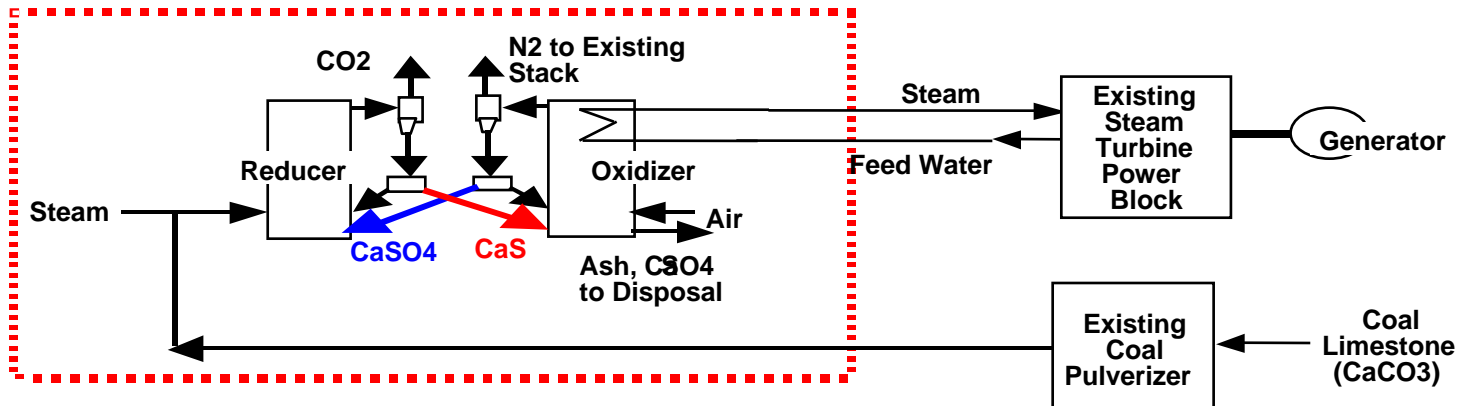 CO2
N2 to Existing
Stack
Reducer
Oxidizer
Steam
CaSO4
CaS
Air
Ash, CaSO4
to Disposal
Steam
Feed Water
Existing
Steam
Turbine
Power
Block
Generator
Existing
Coal
Pulverizer
Coal
Limestone
(CaCO3)